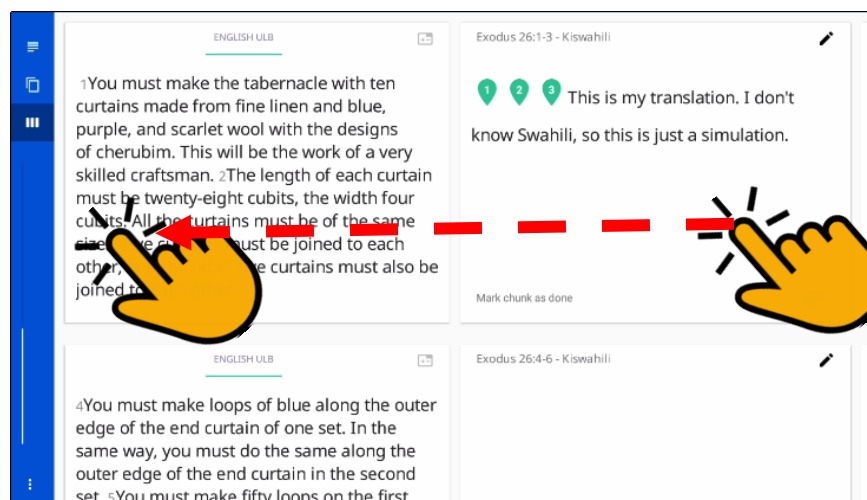 ENGLISH ULB
1You must make the tabernacle with ten
curtains made from fine linen and blue,
purple, and scarlet wool with the designs
of cherubim. This will be the work of a very
skilled craftsman. 2The length of each curtain
must be twenty-eight cubits, the width four
cubits. All the curtains must be of the same
must be joined to each
other, curtains must also be
joined
Exodus 26:1-3 - Kiswahili
1 2 3 This is my translation. I don't
know Swahili, so this is just a simulation.
Mark chunk as done
ENGLISH ULB
4You must make loops of blue along the outer
edge of the end curtain of one set. In the
same way, you must do the same along the
outer edge of the end curtain in the second
set. 5You must make fifty loops on the first
Exodus 26:4-6 - Kiswahili